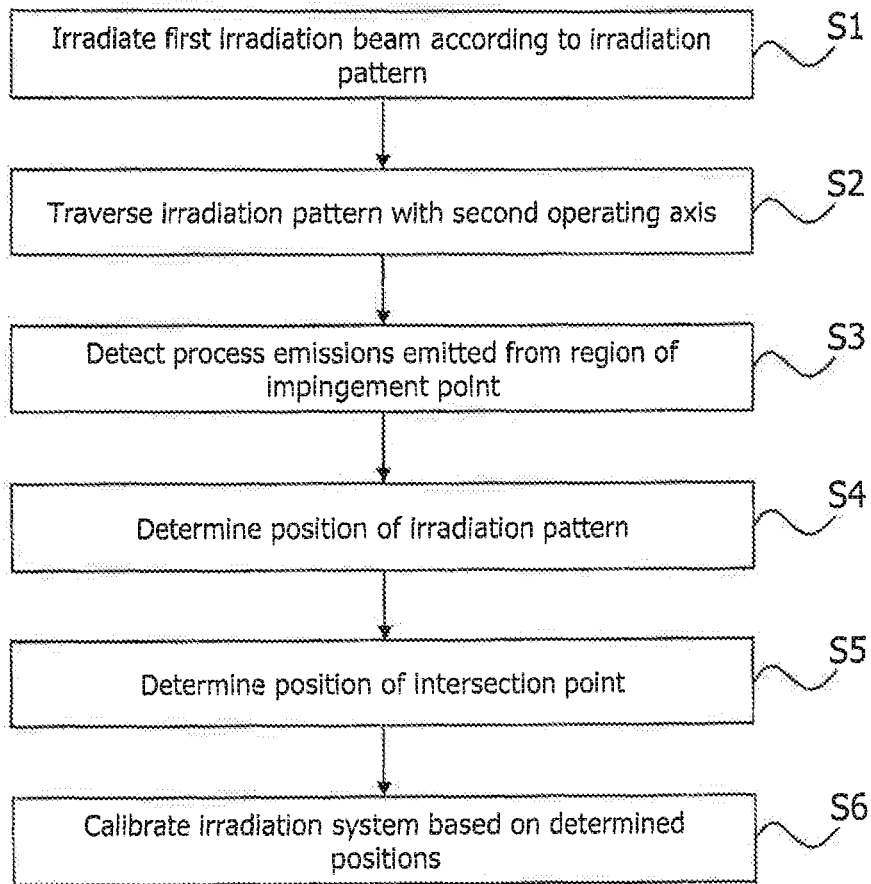 Irradiate first irradiation beam according to irradiation
pattern
S1
Traverse irradiation pattern with second operating axis
S2
Detect process emissions emitted from region of
impingement point
S3
Determine position of irradiation pattern
S4
Determine position of intersection point
S5
Calibrate irradiation system based on determined
positions
S6